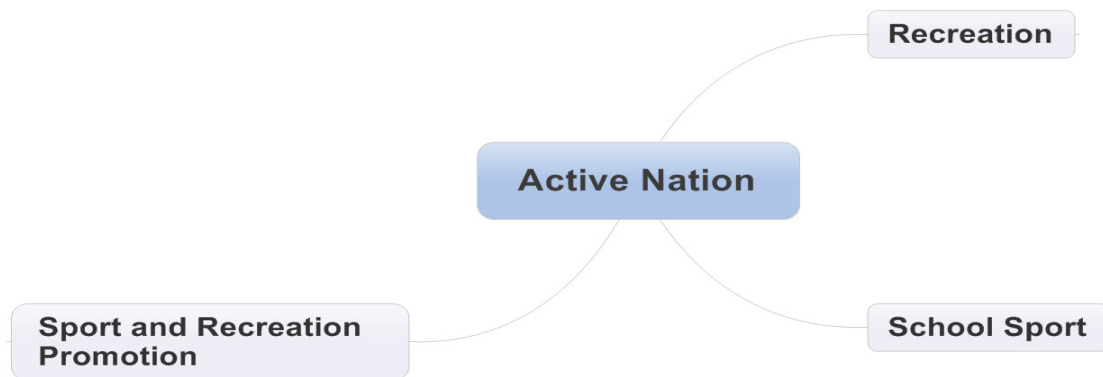 Recreation
Active Nation
Sport and Recreation
Promotion
School Sport